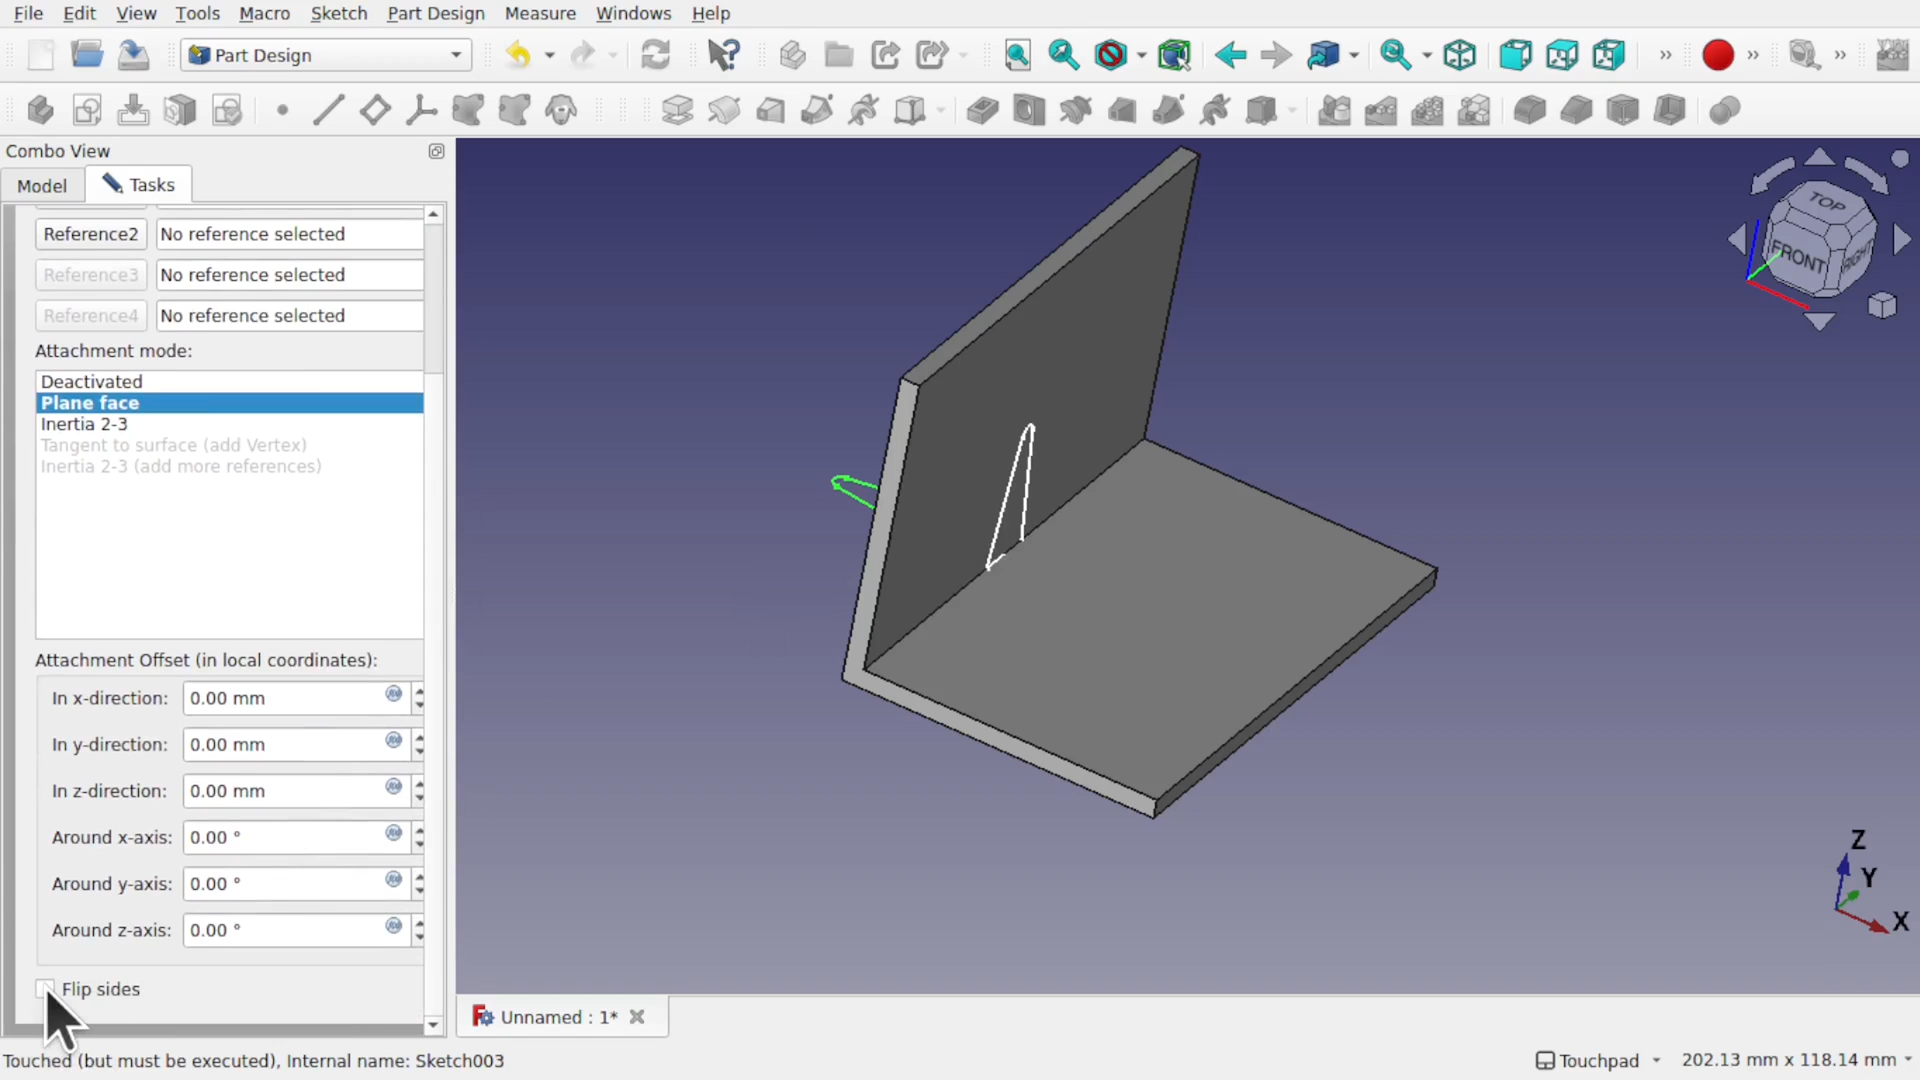 File Edit View Tools Macro Sketch Part Design Measure Windows Help
Part Design
Combo View
Model Tasks
Reference2 No reference selected
Reference3 No reference selected
Reference4 No reference selected
Attachment mode:
Deactivated
Plane face
Inertia 2-3
Tangent to surface (add Vertex)
Inertia 2-3 (add more references)
Attachment Offset (in local coordinates):
In x-direction: 0.00 mm
In y-direction: 0.00 mm
In z-direction: 0.00 mm
Around x-axis: 0.00 °
Around y-axis: 0.00 °
Around z-axis: 0.00 °
Flip sides
TOP
FRONT
RIGHT
Z
Y
X
Unnamed : 1*
Touched (but must be executed), Internal name: Sketch003
Touchpad 202.13 mm x 118.14 mm